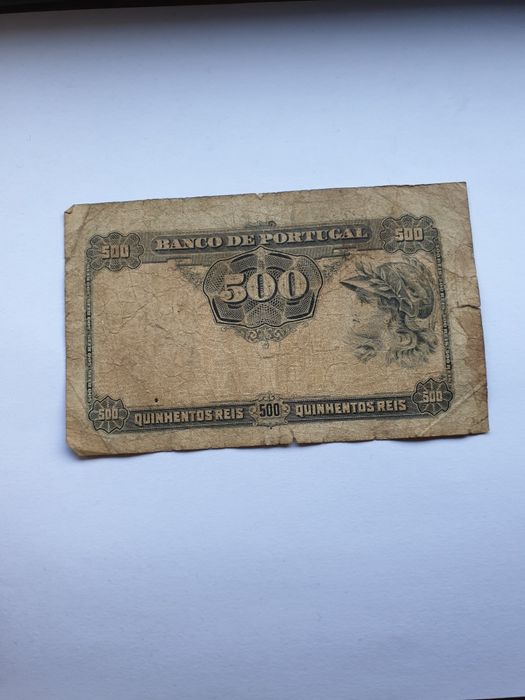 500 BANCO DE PORTUGAL 500
500
500 QUINHENTOS REIS 500 QUINHENTOS REIS 500